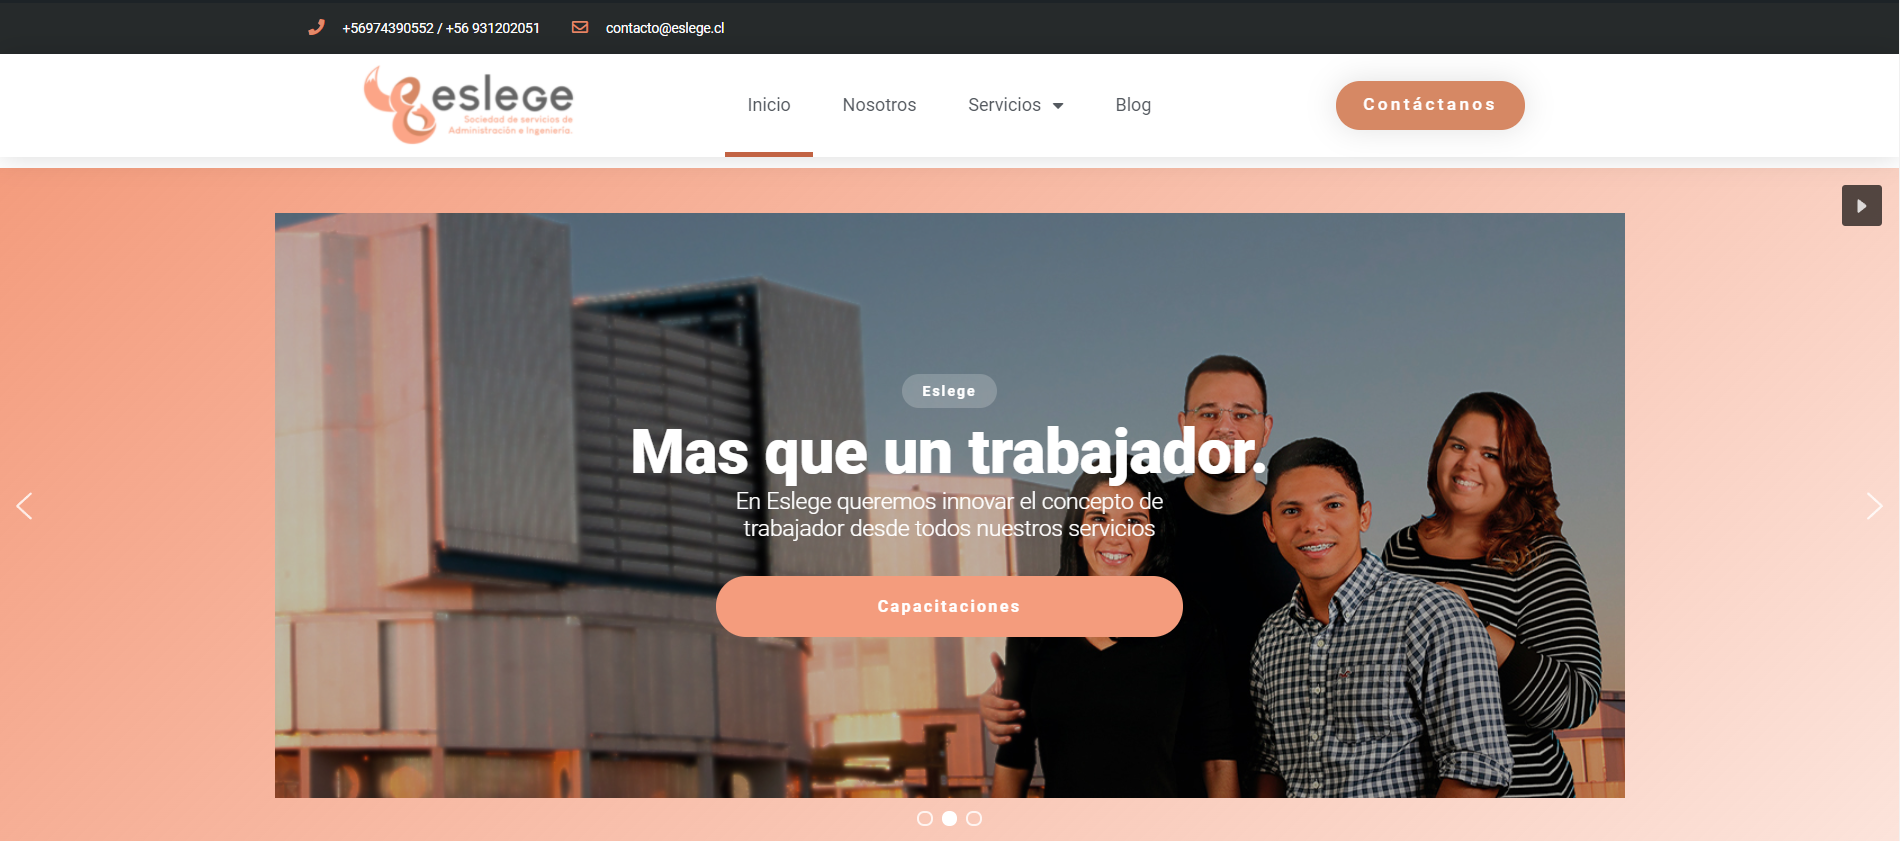 +56974390552 / +56 931202051
contacto@eslege.cl
eslege
Sociedad de servicios de
Administración e Ingeniería.
Inicio
Nosotros
Servicios
Blog
Contáctanos
Eslege
Mas que un trabajador.
En Eslege queremos innovar el concepto de
trabajador desde todos nuestros servicios
Capacitaciones